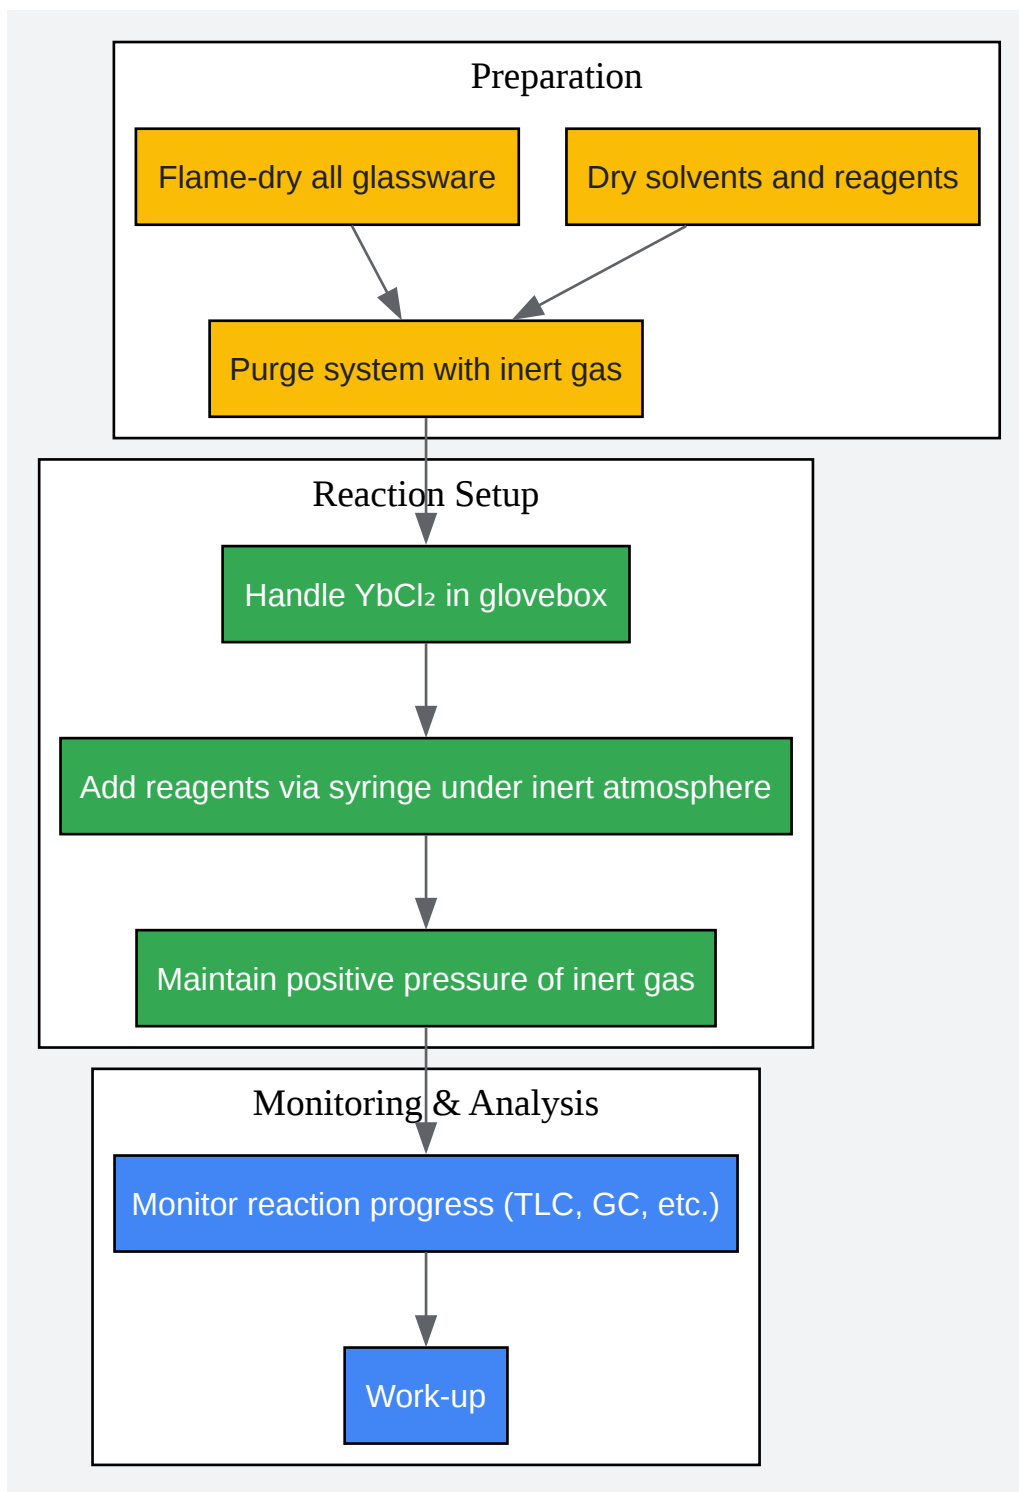 Preparation
Flame-dry all glassware
Dry solvents and reagents
Purge system with inert gas
Reaction Setup
Handle YbCl₂ in glovebox
Add reagents via syringe under inert atmosphere
Maintain positive pressure of inert gas
Monitoring & Analysis
Monitor reaction progress (TLC, GC, etc.)
Work-up